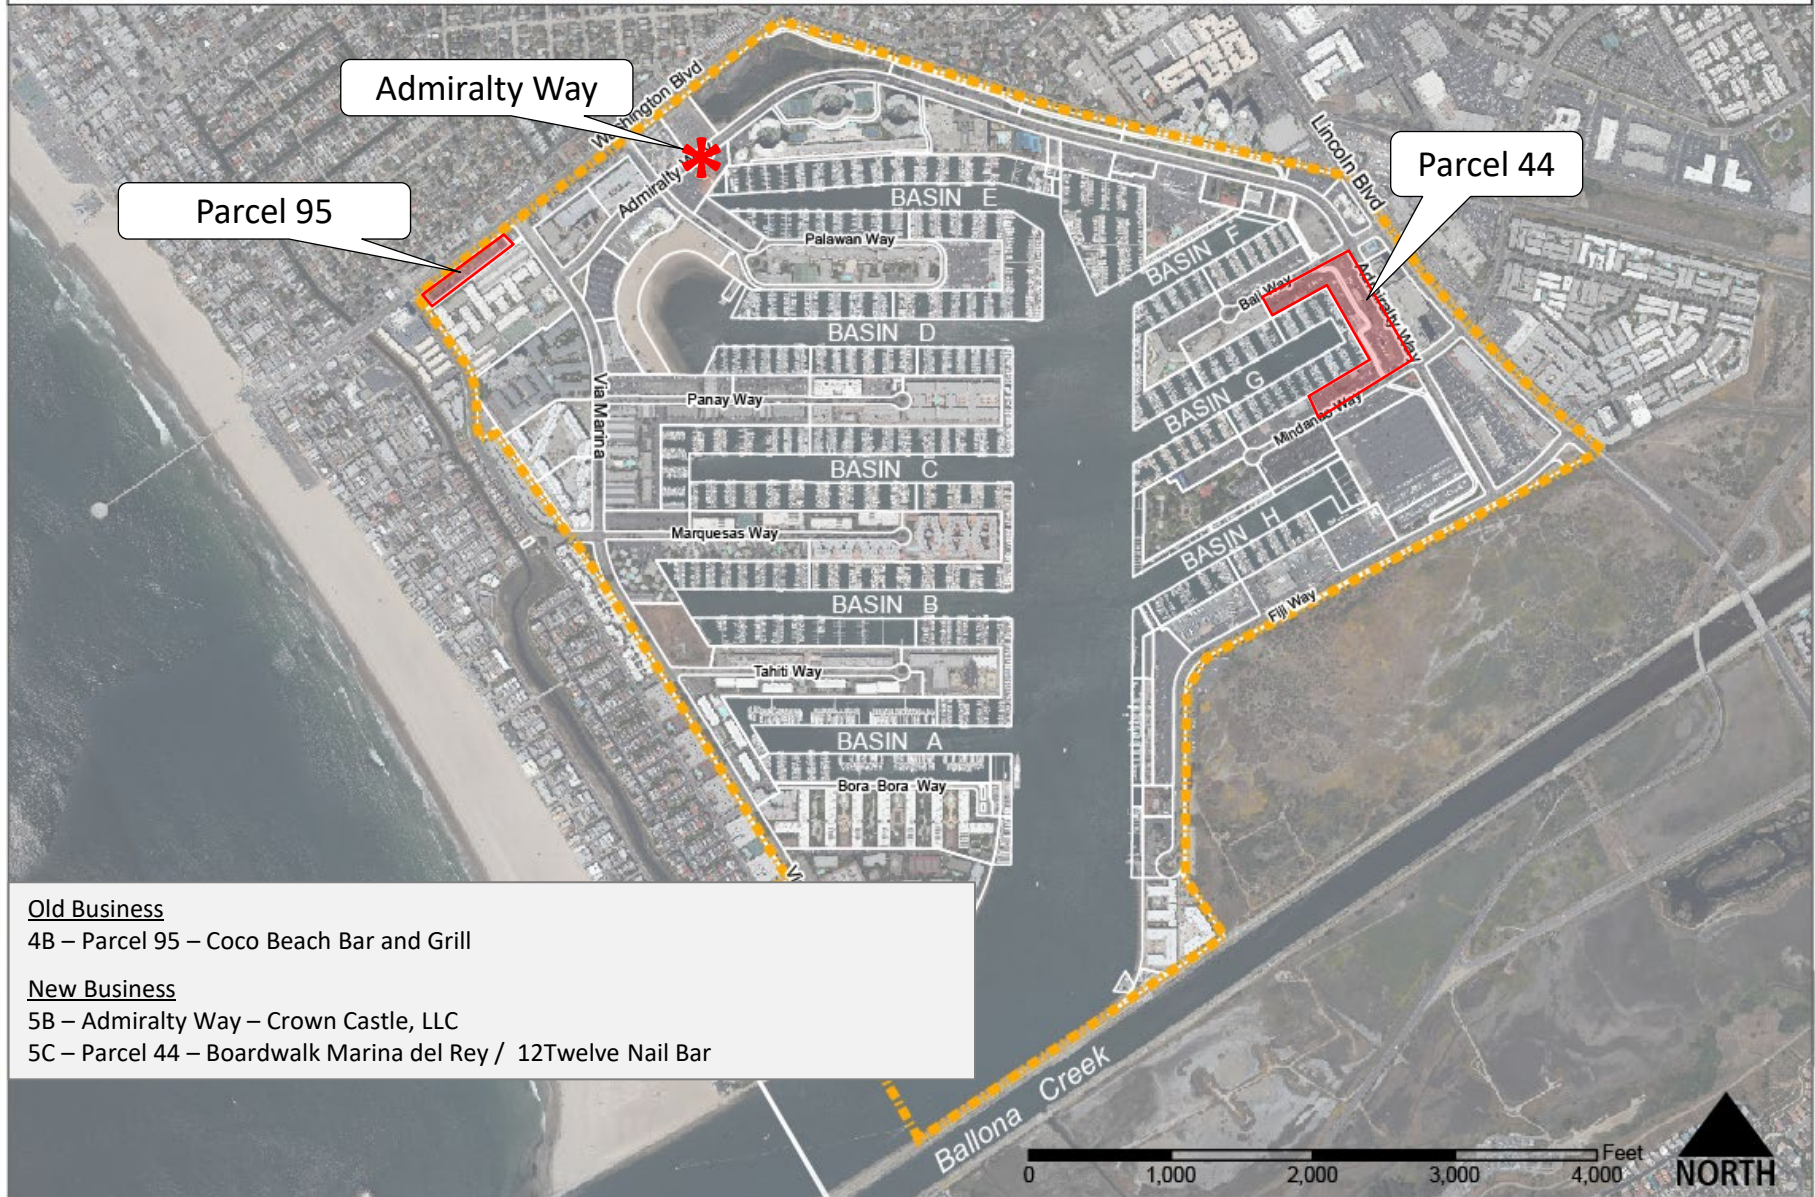 Admiralty Way
Washington Blvd
Lincoln Blvd
Parcel 44
Parcel 95
Admiralty
BASIN E
Palawan Way
BASIN F
Bali Way
Admiralty Way
BASIN D
Via Marina
Panay Way
BASIN G
Mindanao Way
BASIN C
Marquesas Way
BASIN H
BASIN B
Fiji Way
Tahiti Way
BASIN A
Bora Bora Way
Old Business
4B – Parcel 95 – Coco Beach Bar and Grill
New Business
5B – Admiralty Way – Crown Castle, LLC
5C – Parcel 44 – Boardwalk Marina del Rey / 12Twelve Nail Bar
Ballona Creek
Feet
0 1,000 2,000 3,000 4,000
NORTH